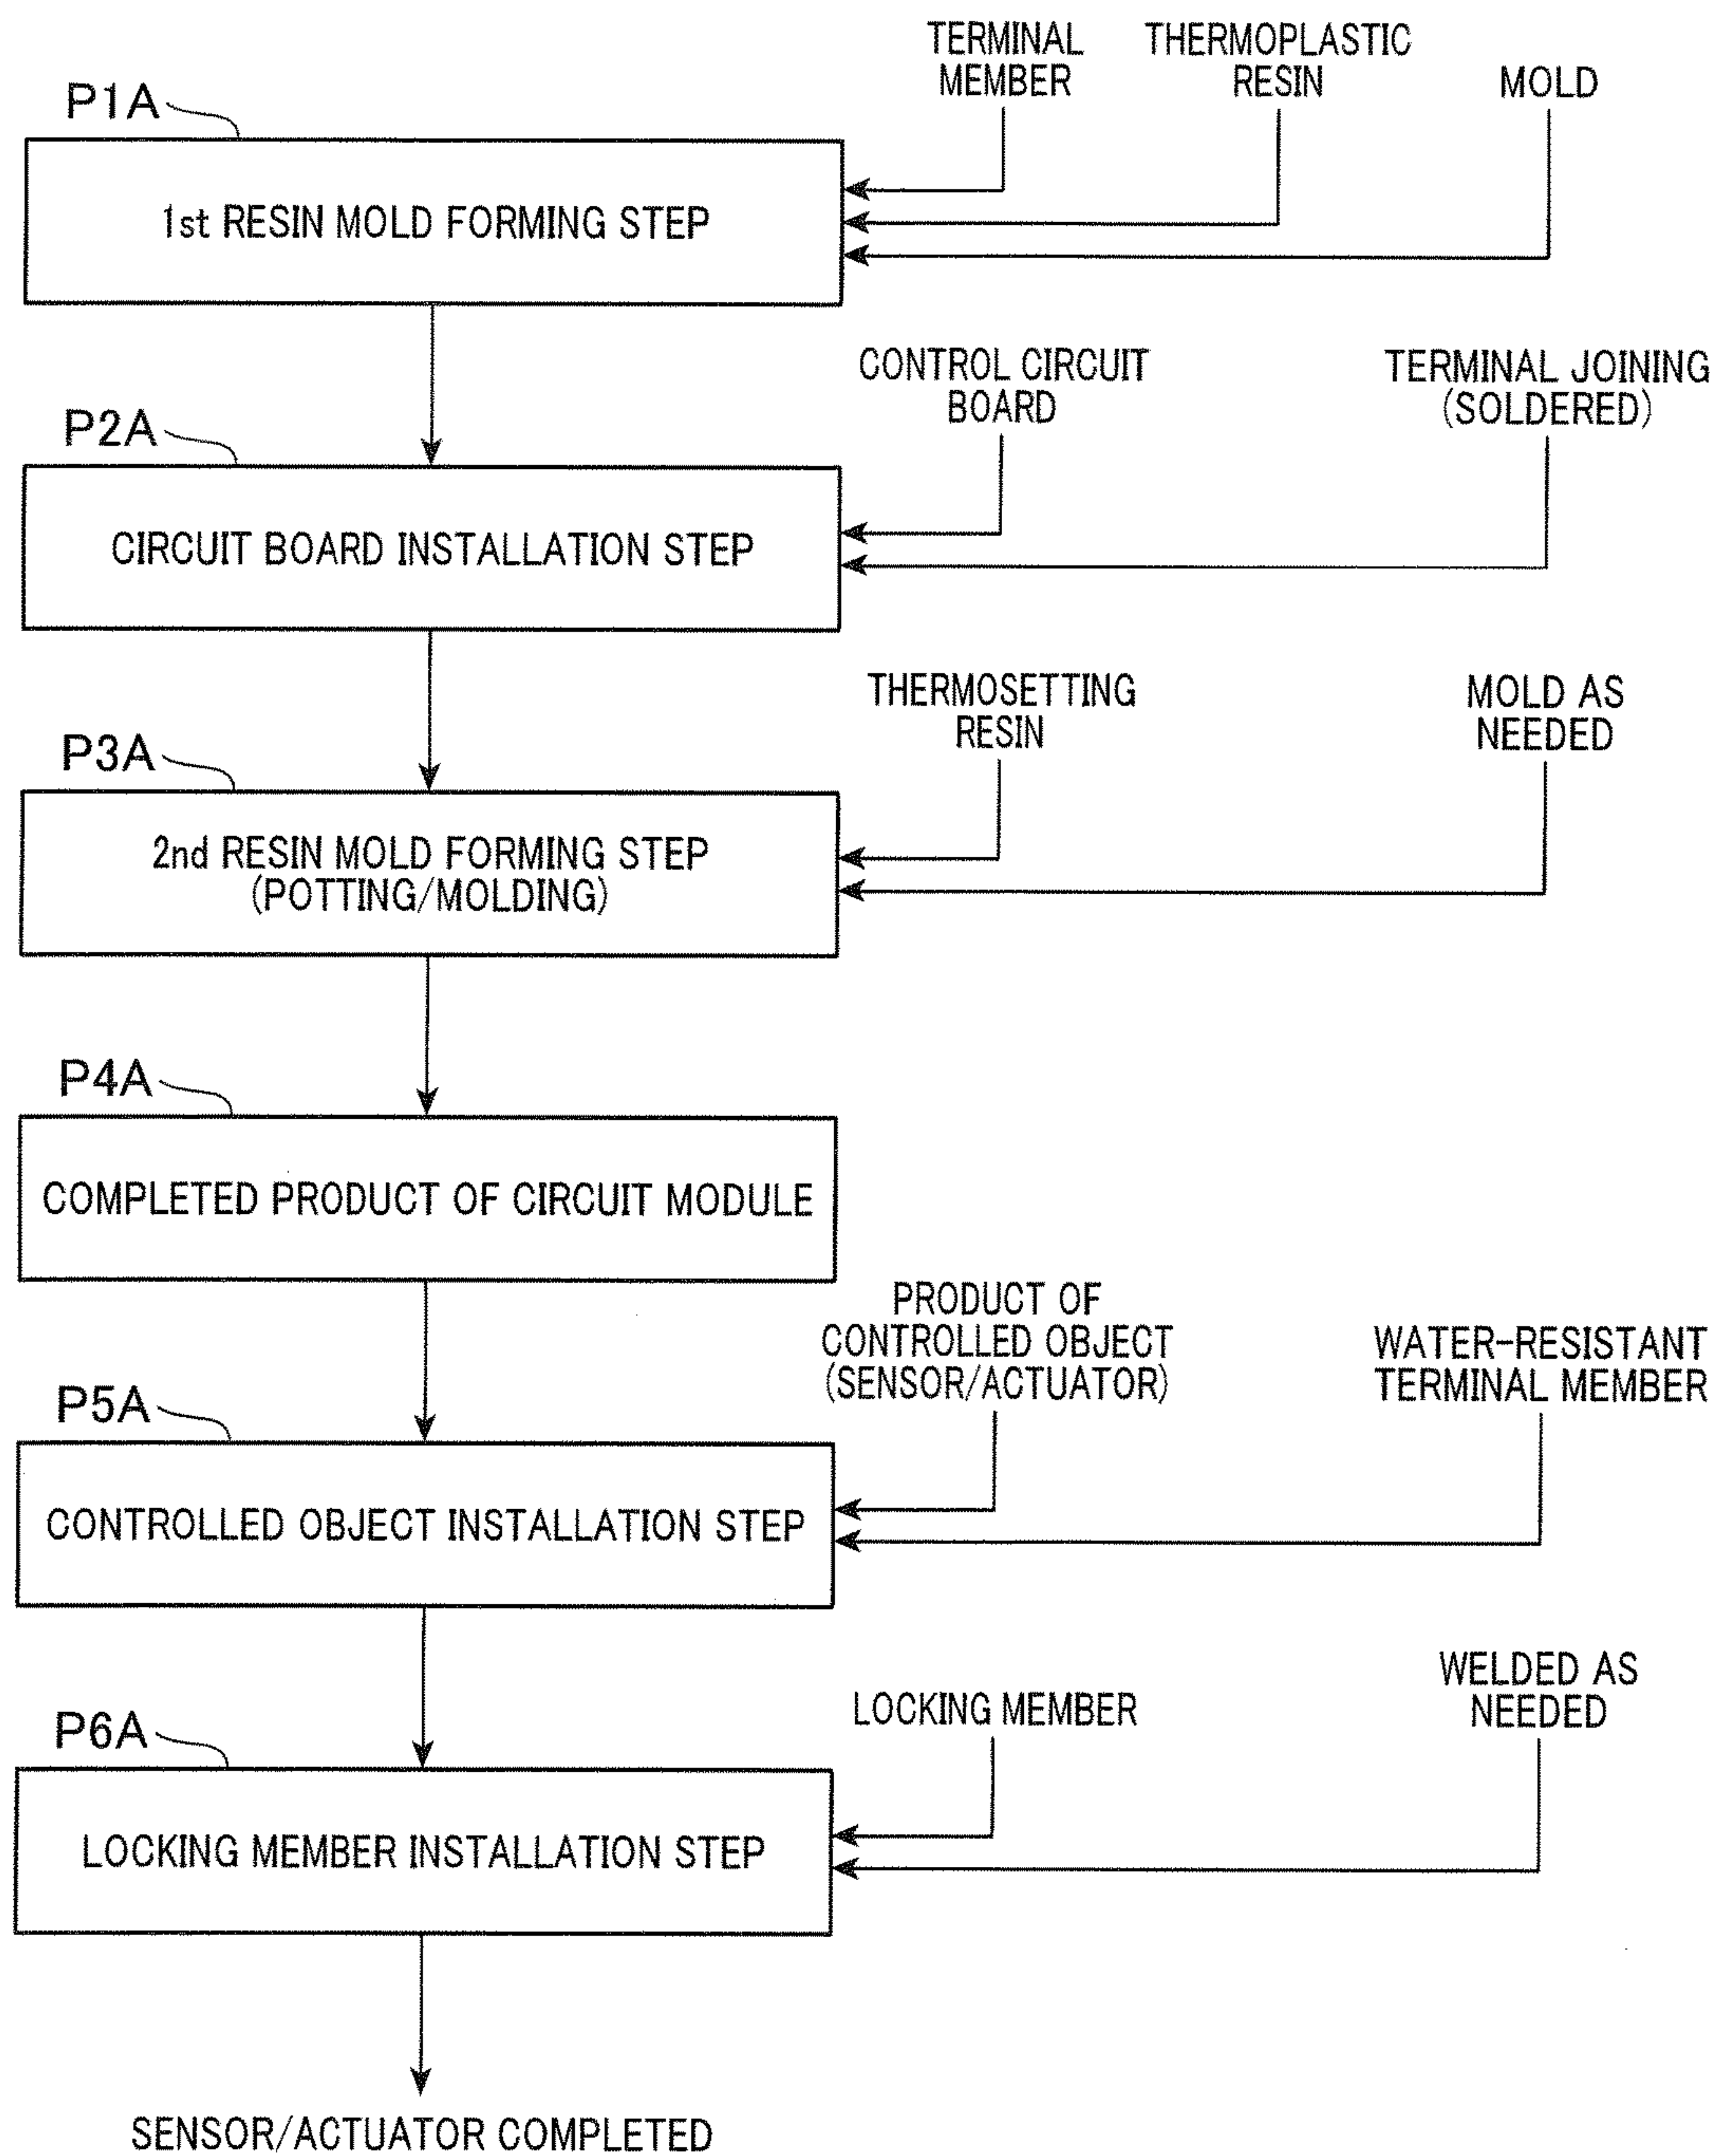 TERMINAL
MEMBER
THERMOPLASTIC
RESIN
MOLD
P1A
1st RESIN MOLD FORMING STEP
CONTROL CIRCUIT
BOARD
TERMINAL JOINING
(SOLDERED)
P2A
CIRCUIT BOARD INSTALLATION STEP
THERMOSETTING
RESIN
MOLD AS
NEEDED
P3A
2nd RESIN MOLD FORMING STEP
(POTTING/MOLDING)
P4A
COMPLETED PRODUCT OF CIRCUIT MODULE
PRODUCT OF
CONTROLLED OBJECT
(SENSOR/ACTUATOR)
WATER-RESISTANT
TERMINAL MEMBER
P5A
CONTROLLED OBJECT INSTALLATION STEP
LOCKING MEMBER
WELDED AS
NEEDED
P6A
LOCKING MEMBER INSTALLATION STEP
SENSOR/ACTUATOR COMPLETED